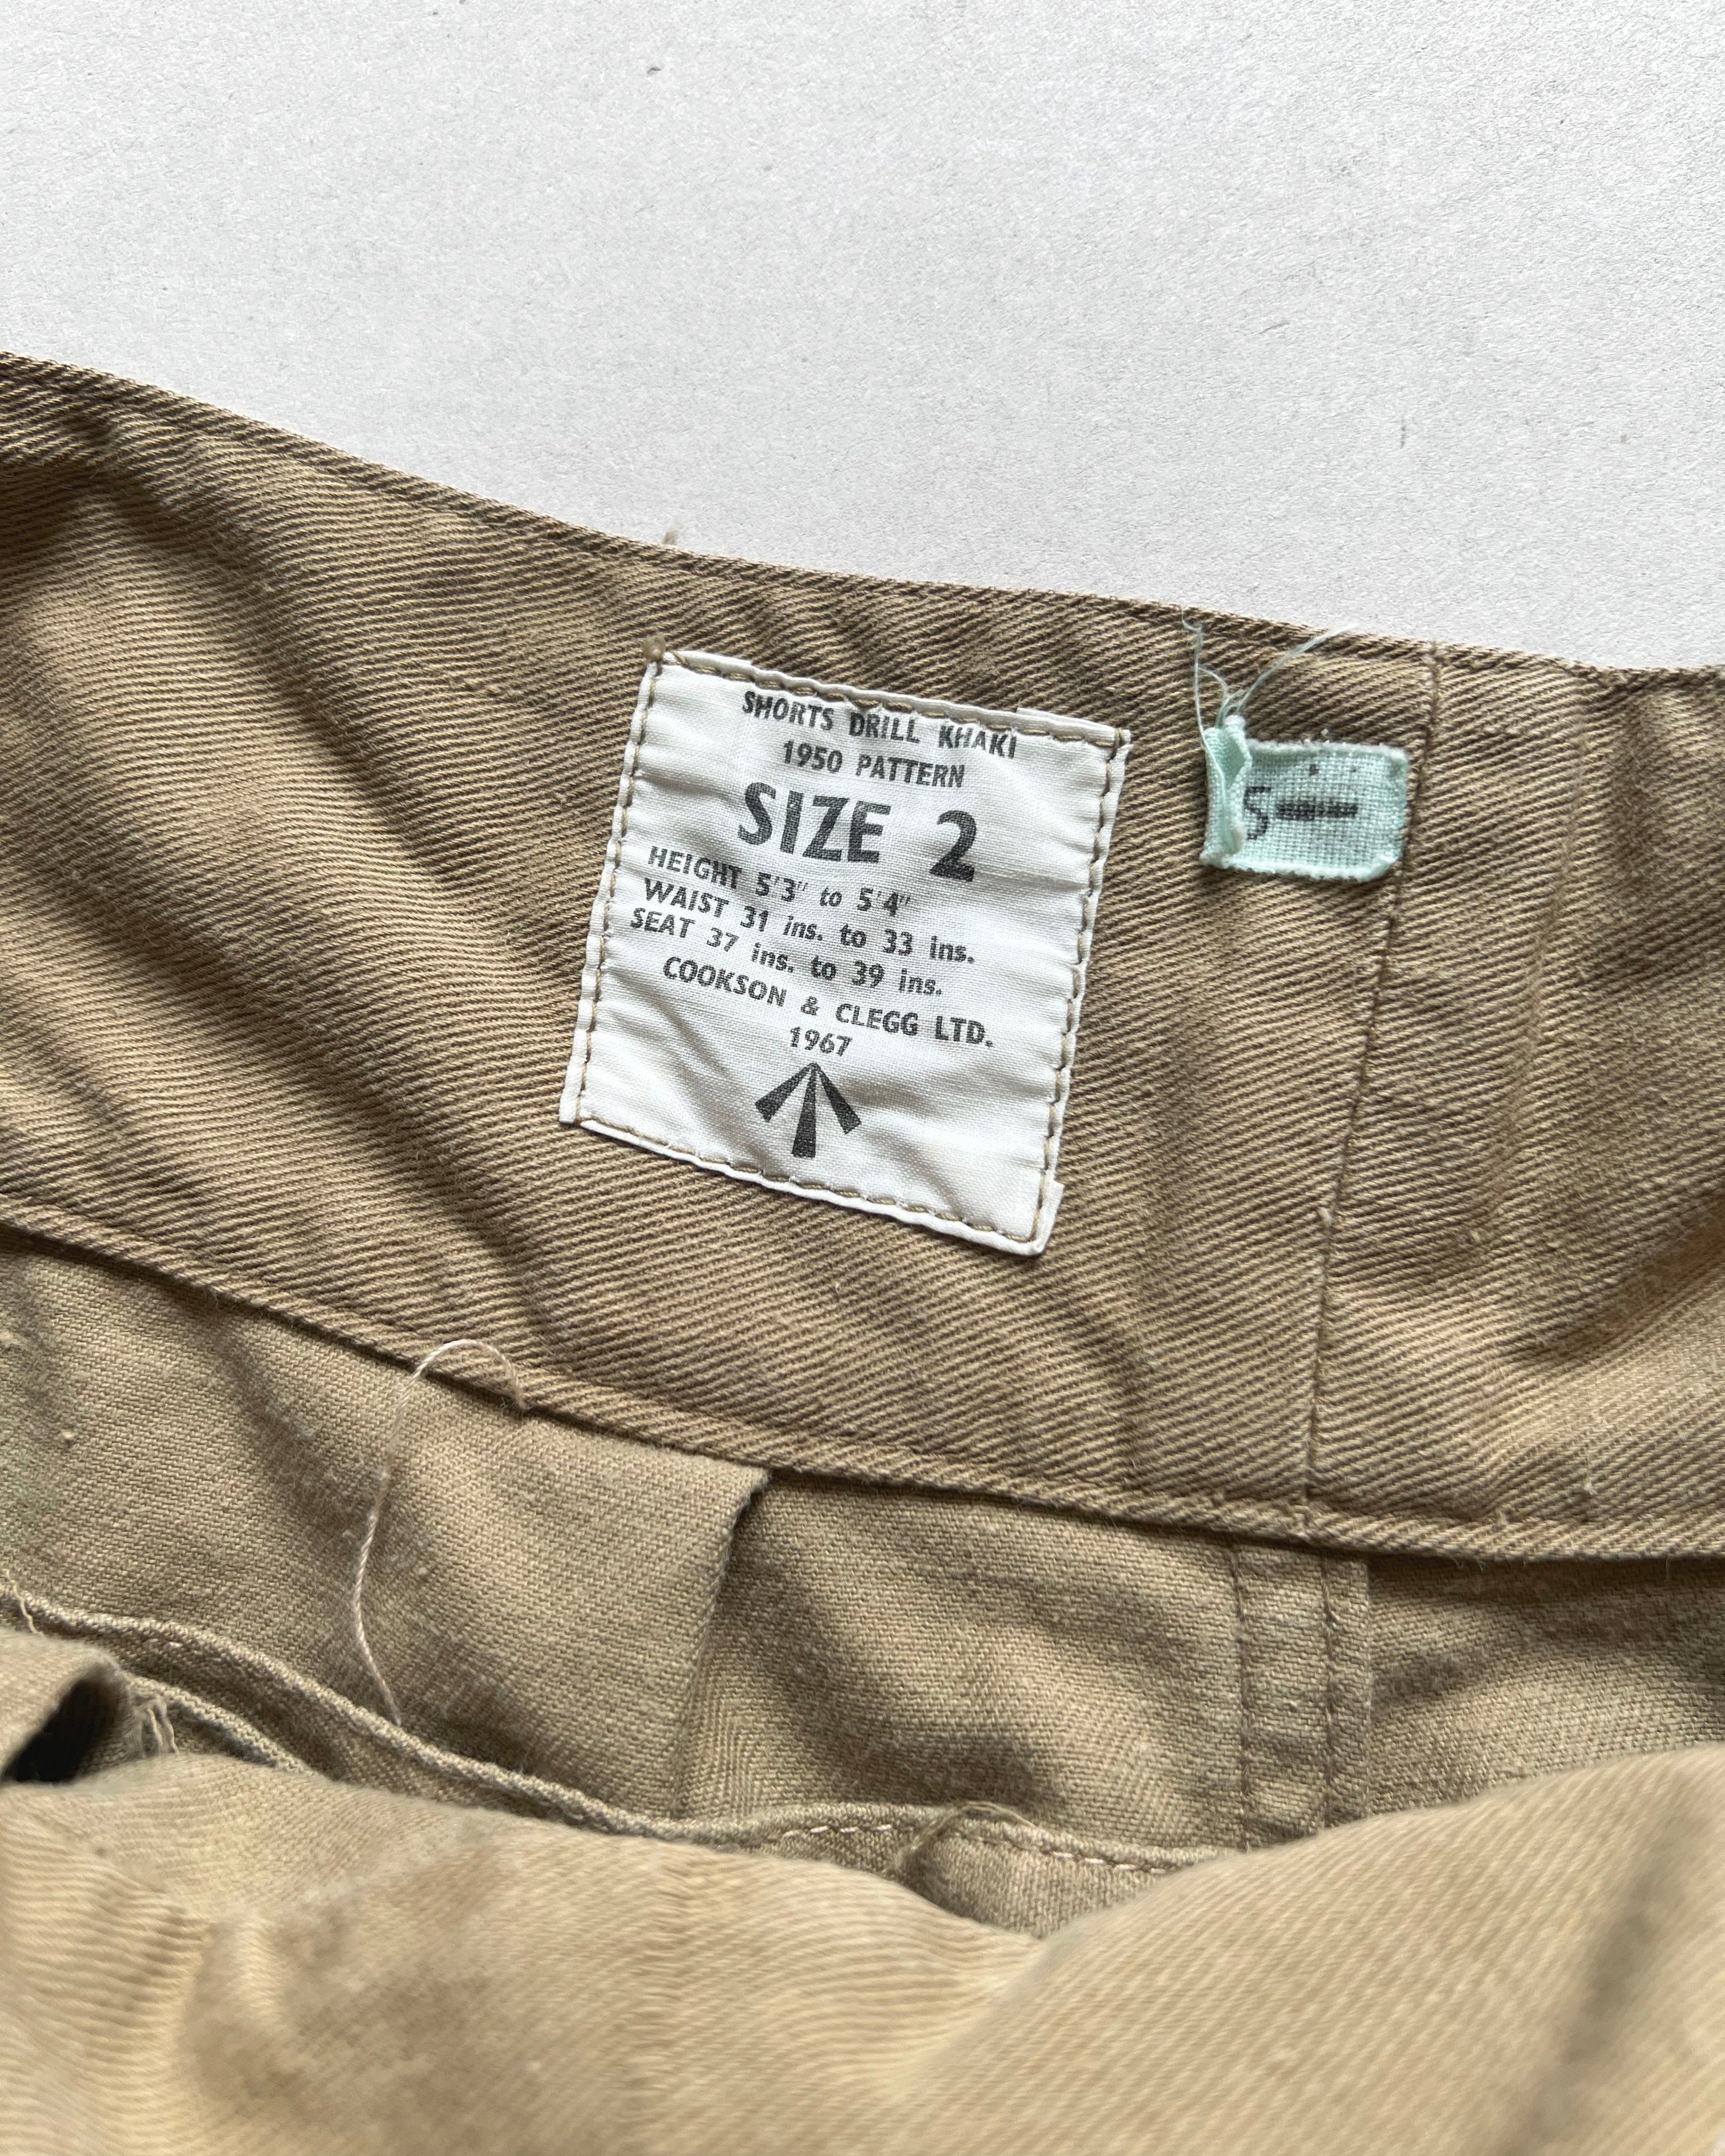 SHORTS DRILL KHAKI
1950 PATTERN
SIZE 2
HEIGHT 5'3" to 5'4"
WAIST 31 ins. to 33 ins.
SEAT 37 ins. to 39 ins.
COOKSON & CLEGG LTD.
1967
S—